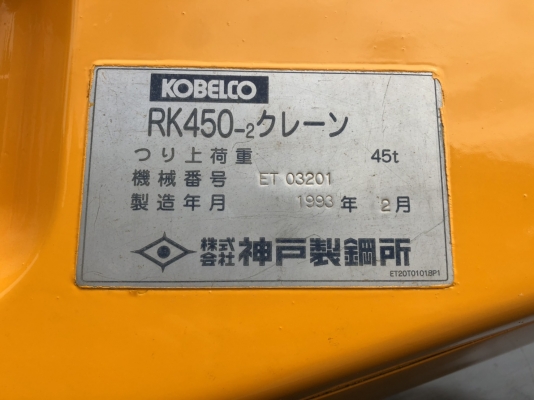 KOBELCO
RK450-2クレーン
つり上荷重 45t
機械番号 ET 03201
製造年月 1993年 2月
株式会社 神戸製鋼所
ET20T0101.8P1